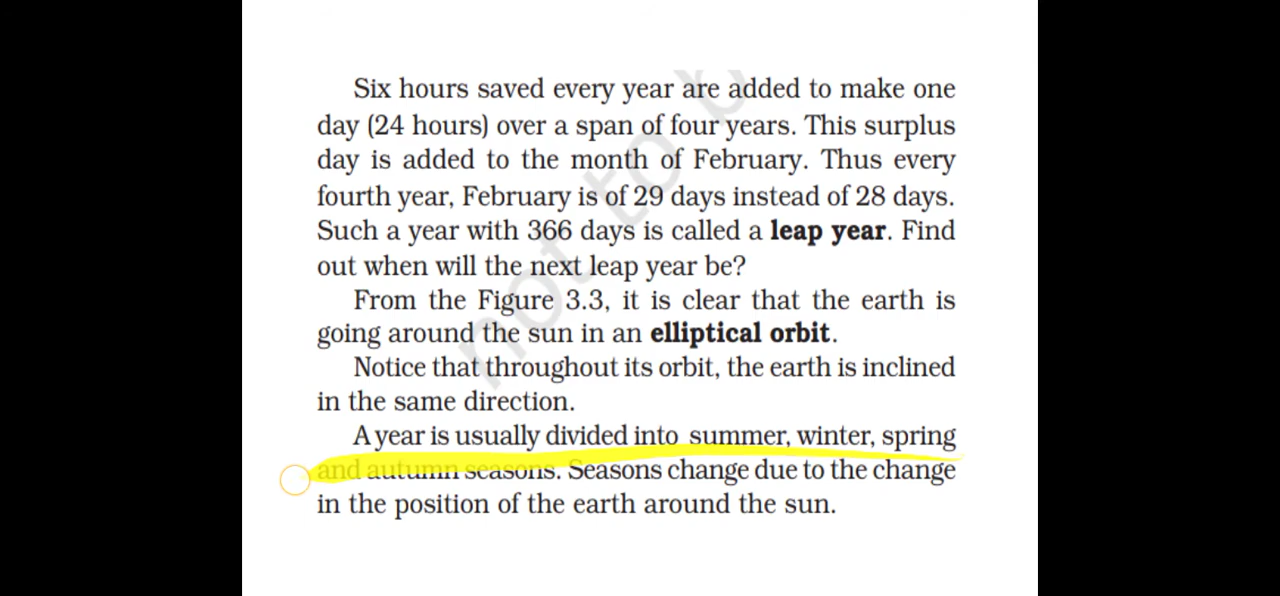 Six hours saved every year are added to make one
day (24 hours) over a span of four years. This surplus
day is added to the month of February. Thus every
fourth year, February is of 29 days instead of 28 days.
Such a year with 366 days is called a leap year. Find
out when will the next leap year be?
From the Figure 3.3, it is clear that the earth is
going around the sun in an elliptical orbit.
Notice that throughout its orbit, the earth is inclined
in the same direction.
A year is usually divided into summer, winter, spring
and autumn seasons. Seasons change due to the change
in the position of the earth around the sun.
not to b